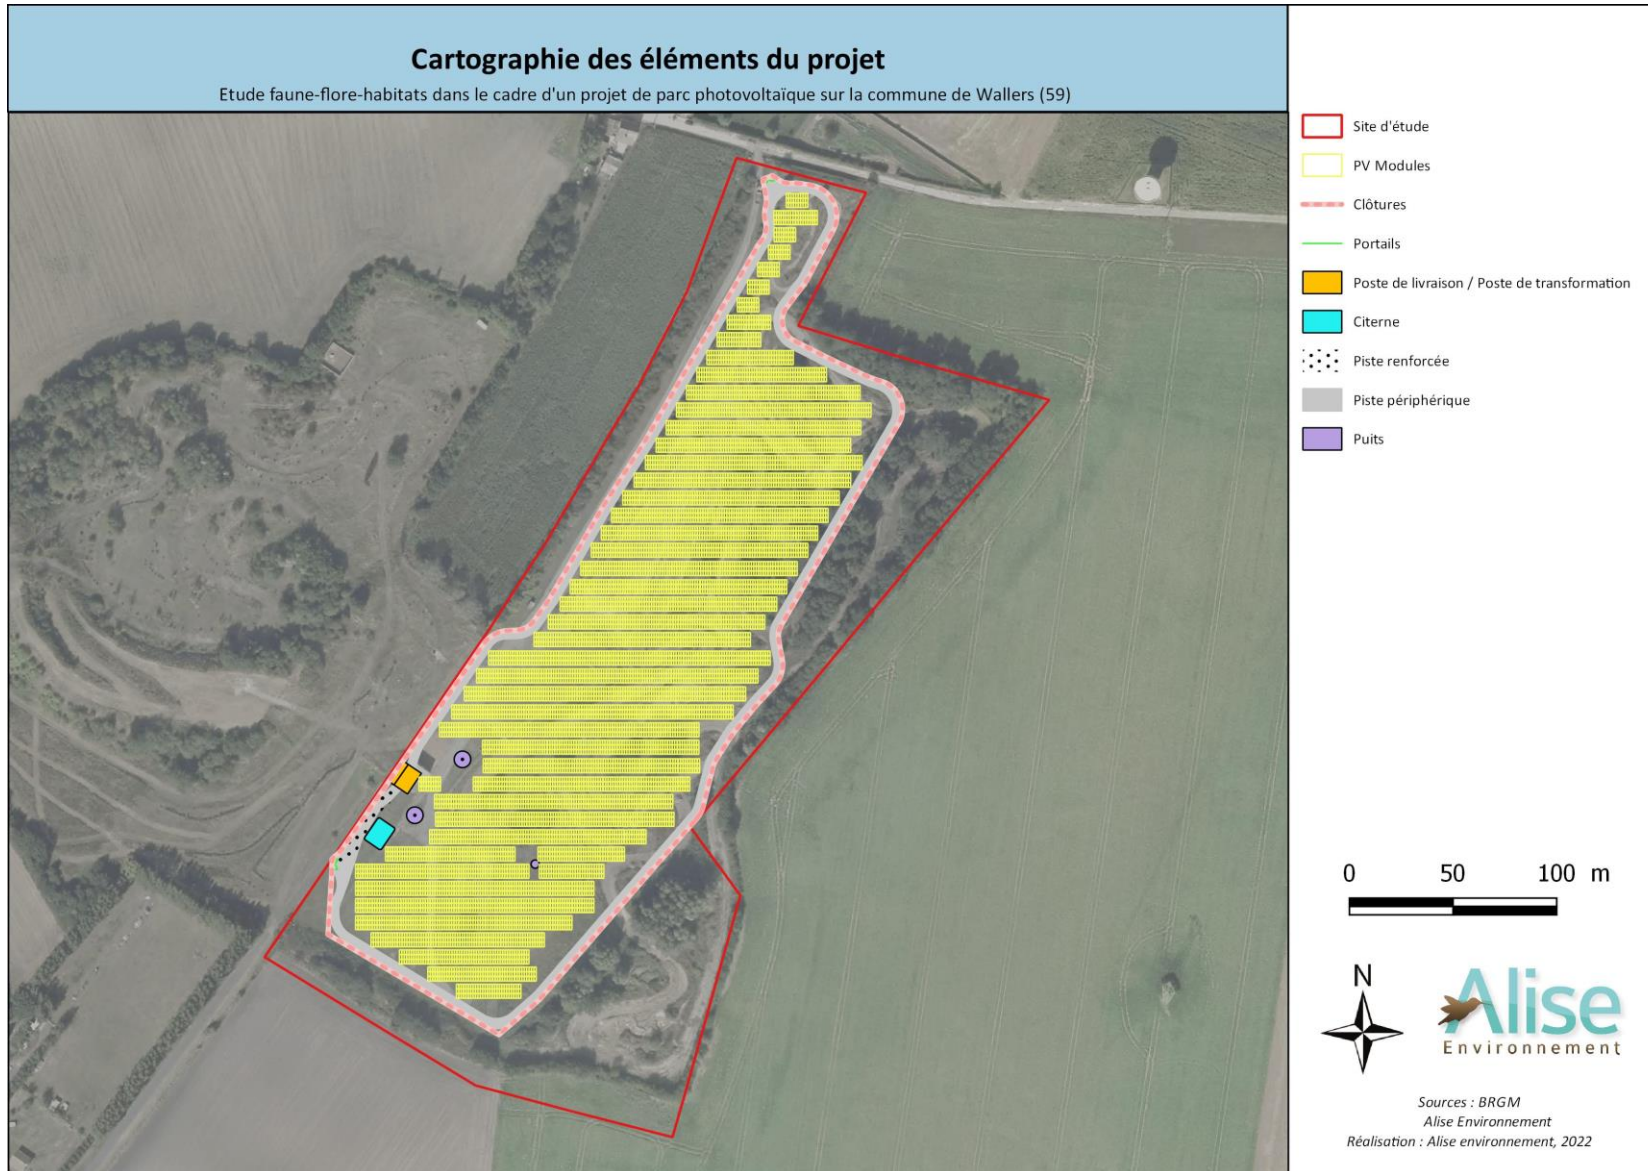 Cartographie des éléments du projet
Etude faune-flore-habitats dans le cadre d'un projet de parc photovoltaïque sur la commune de Wallers (59)
Site d'étude
PV Modules
Clôtures
Portails
Poste de livraison / Poste de transformation
Citerne
Piste renforcée
Piste périphérique
Puits
0 50 100 m
N
Alise
Environnement
Sources : BRGM
Alise Environnement
Réalisation : Alise environnement, 2022